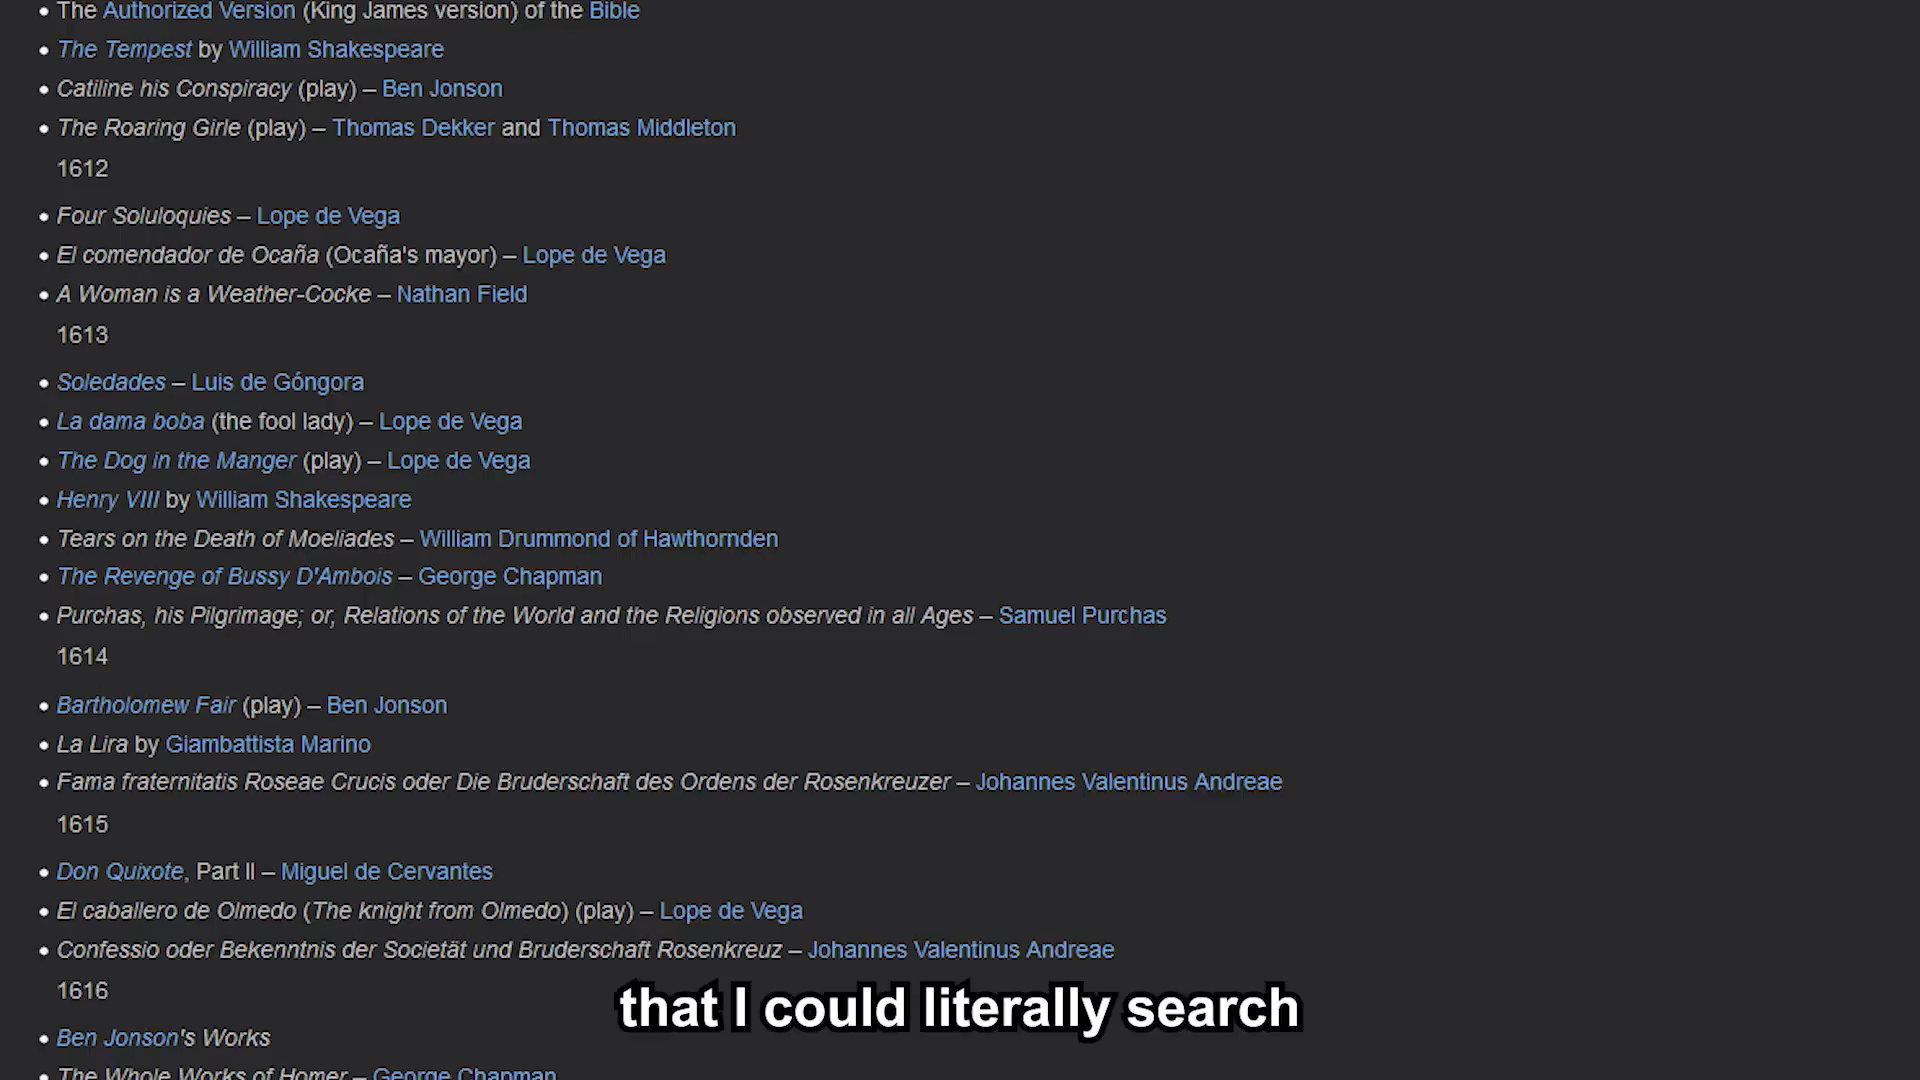 The Authorized Version (King James version) of the Bible
The Tempest by William Shakespeare
Catiline his Conspiracy (play) – Ben Jonson
The Roaring Girle (play) – Thomas Dekker and Thomas Middleton
1612
Four Soluloquies – Lope de Vega
El comendador de Ocaña (Ocaña's mayor) – Lope de Vega
A Woman is a Weather-Cocke – Nathan Field
1613
Soledades – Luis de Góngora
La dama boba (the fool lady) – Lope de Vega
The Dog in the Manger (play) – Lope de Vega
Henry VIII by William Shakespeare
Tears on the Death of Moeliades – William Drummond of Hawthornden
The Revenge of Bussy D'Ambois – George Chapman
Purchas, his Pilgrimage; or, Relations of the World and the Religions observed in all Ages – Samuel Purchas
1614
Bartholomew Fair (play) – Ben Jonson
La Lira by Giambattista Marino
Fama fraternitatis Roseae Crucis oder Die Bruderschaft des Ordens der Rosenkreuzer – Johannes Valentinus Andreae
1615
Don Quixote, Part II – Miguel de Cervantes
El caballero de Olmedo (The knight from Olmedo) (play) – Lope de Vega
Confessio oder Bekenntnis der Societät und Bruderschaft Rosenkreuz – Johannes Valentinus Andreae
1616
that I could literally search
Ben Jonson's Works
The Whole Works of Homer – George Chapman